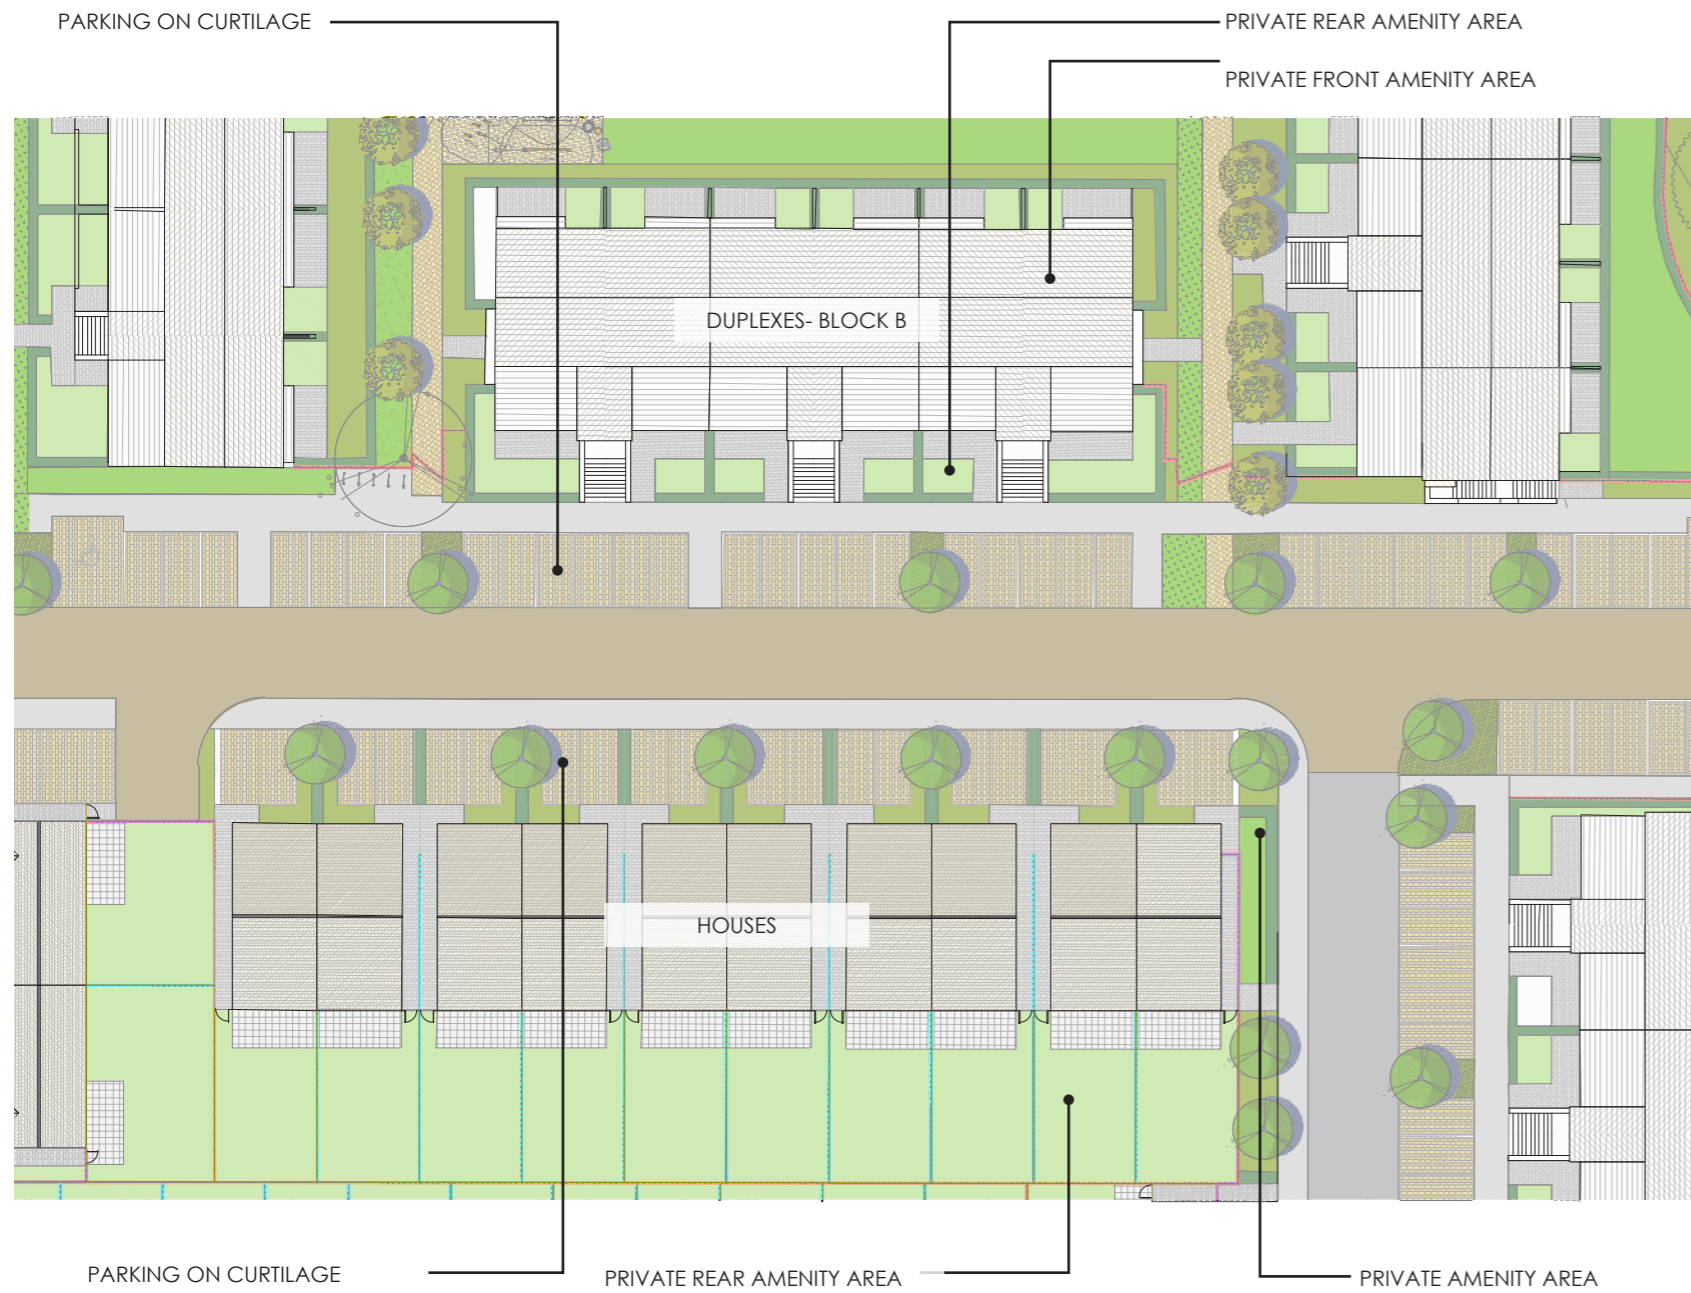 PARKING ON CURTILAGE
PRIVATE REAR AMENITY AREA
PRIVATE FRONT AMENITY AREA
DUPLEXES- BLOCK B
HOUSES
PARKING ON CURTILAGE
PRIVATE REAR AMENITY AREA
PRIVATE AMENITY AREA